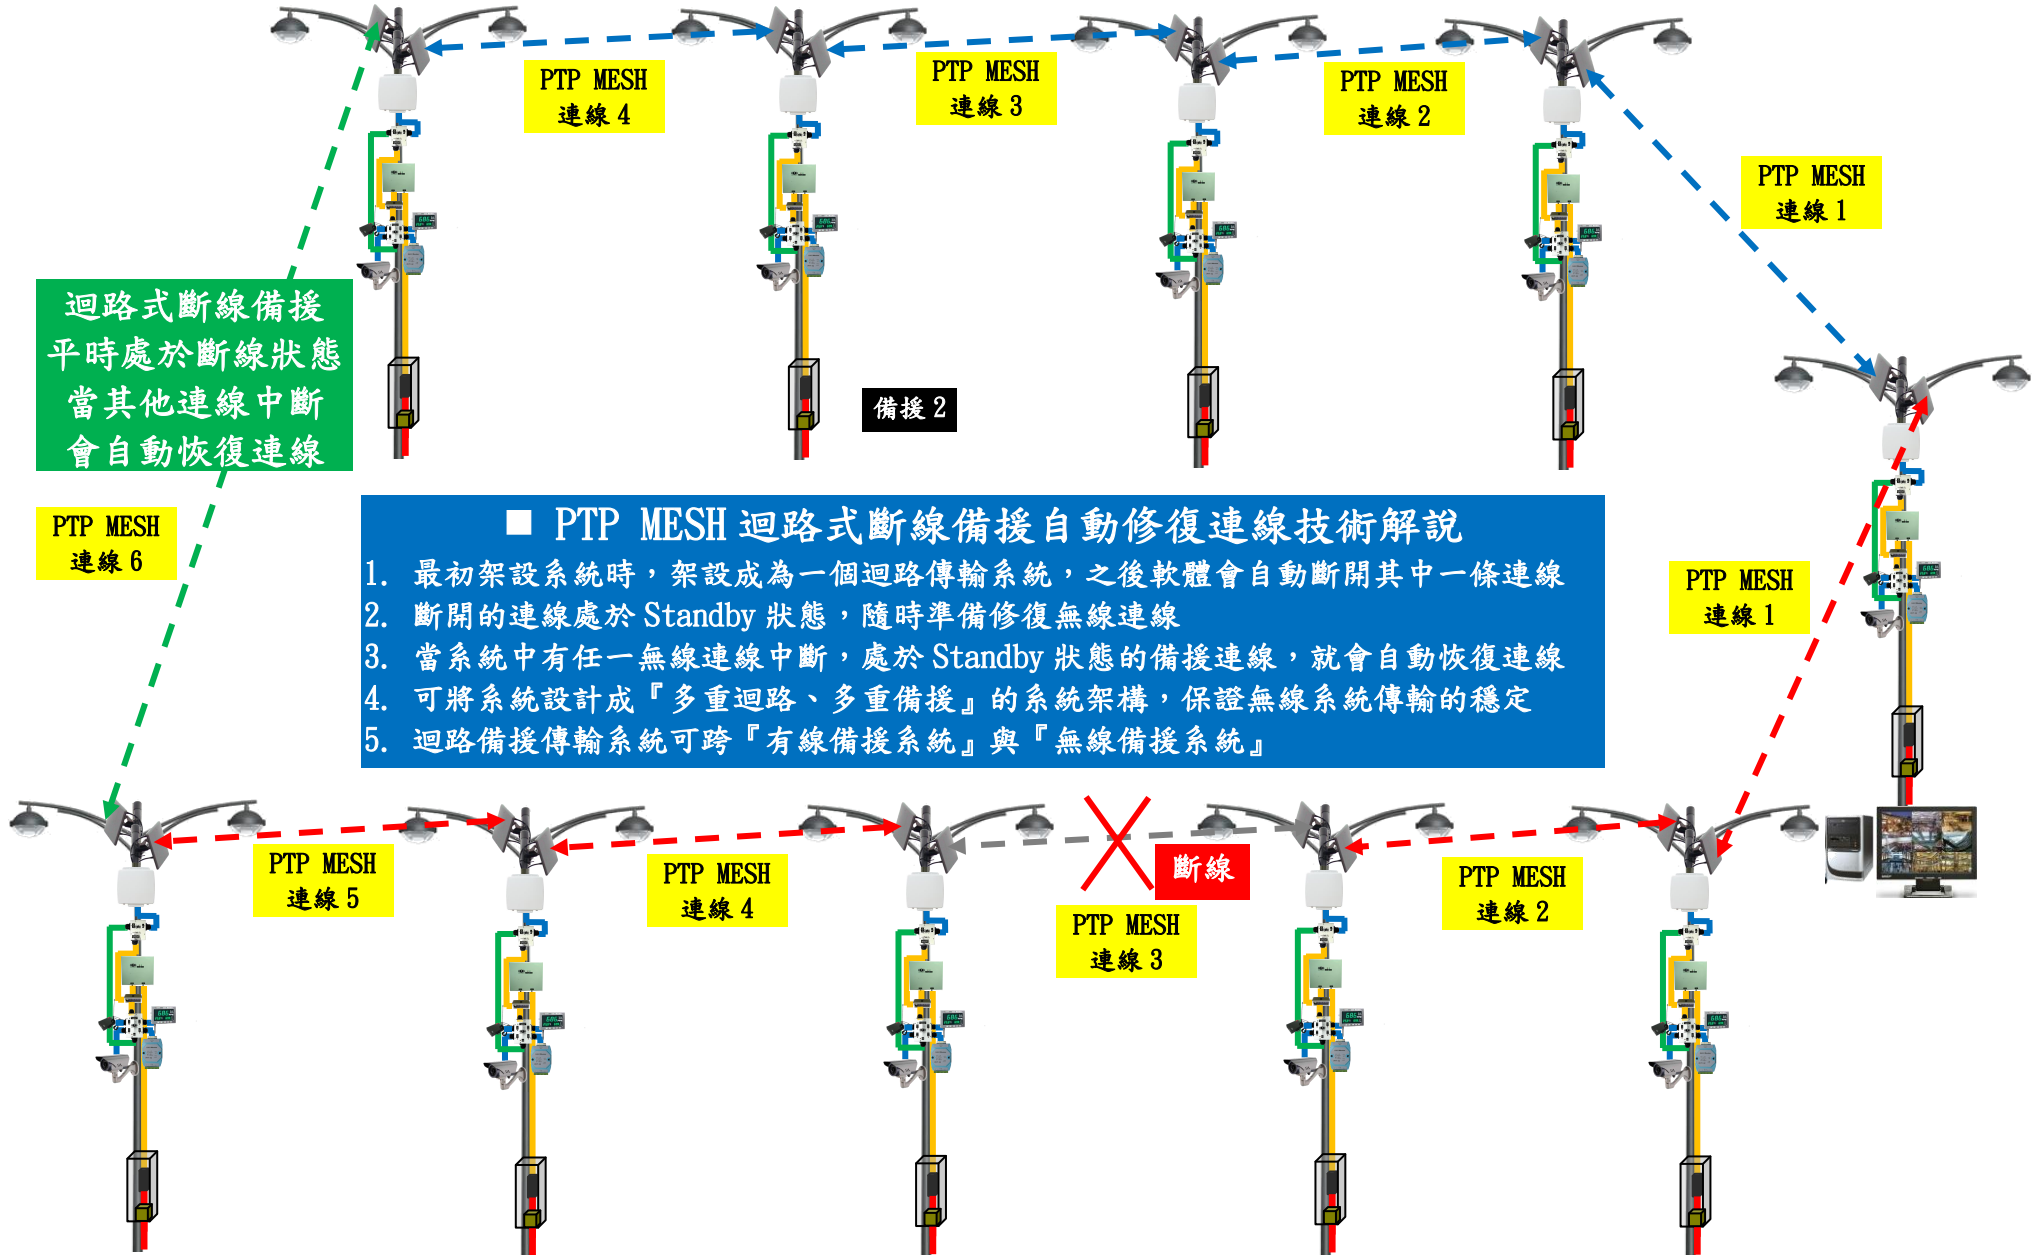 PTP MESH
連線 4
PTP MESH
連線 3
PTP MESH
連線 2
PTP MESH
連線 1
迴路式斷線備援
平時處於斷線狀態
當其他連線中斷
會自動恢復連線
備援 2
PTP MESH
連線 6
■ PTP MESH 迴路式斷線備援自動修復連線技術解說
1. 最初架設系統時，架設成為一個迴路傳輸系統，之後軟體會自動斷開其中一條連線
2. 斷開的連線處於 Standby 狀態，隨時準備修復無線連線
3. 當系統中有任一無線連線中斷，處於 Standby 狀態的備援連線，就會自動恢復連線
4. 可將系統設計成『多重迴路、多重備援』的系統架構，保證無線系統傳輸的穩定
5. 迴路備援傳輸系統可跨『有線備援系統』與『無線備援系統』
PTP MESH
連線 1
PTP MESH
連線 5
PTP MESH
連線 4
斷線
PTP MESH
連線 3
PTP MESH
連線 2